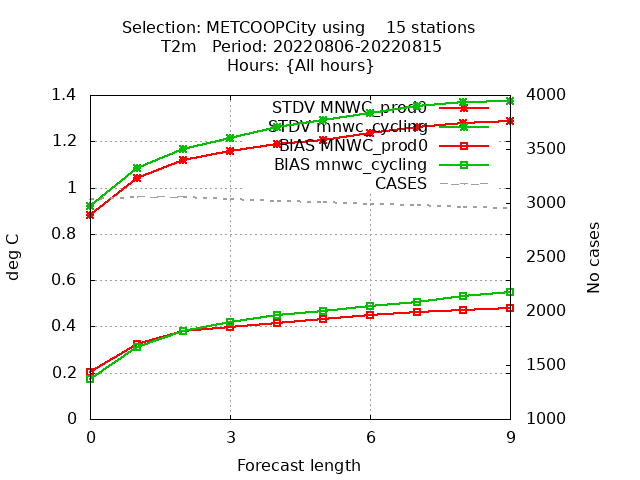 Selection: METCOOPCity using    15 stations
T2m   Period: 20220806-20220815
Hours: {All hours}
1.4
1.2
1
0.8
0.6
0.4
0.2
0
deg C
STDV MNWC_prod0
STDV mnwc_cycling
BIAS MNWC_prod0
BIAS mnwc_cycling
CASES
4000
3500
3000
2500
2000
1500
1000
No cases
0 3 6 9
Forecast length